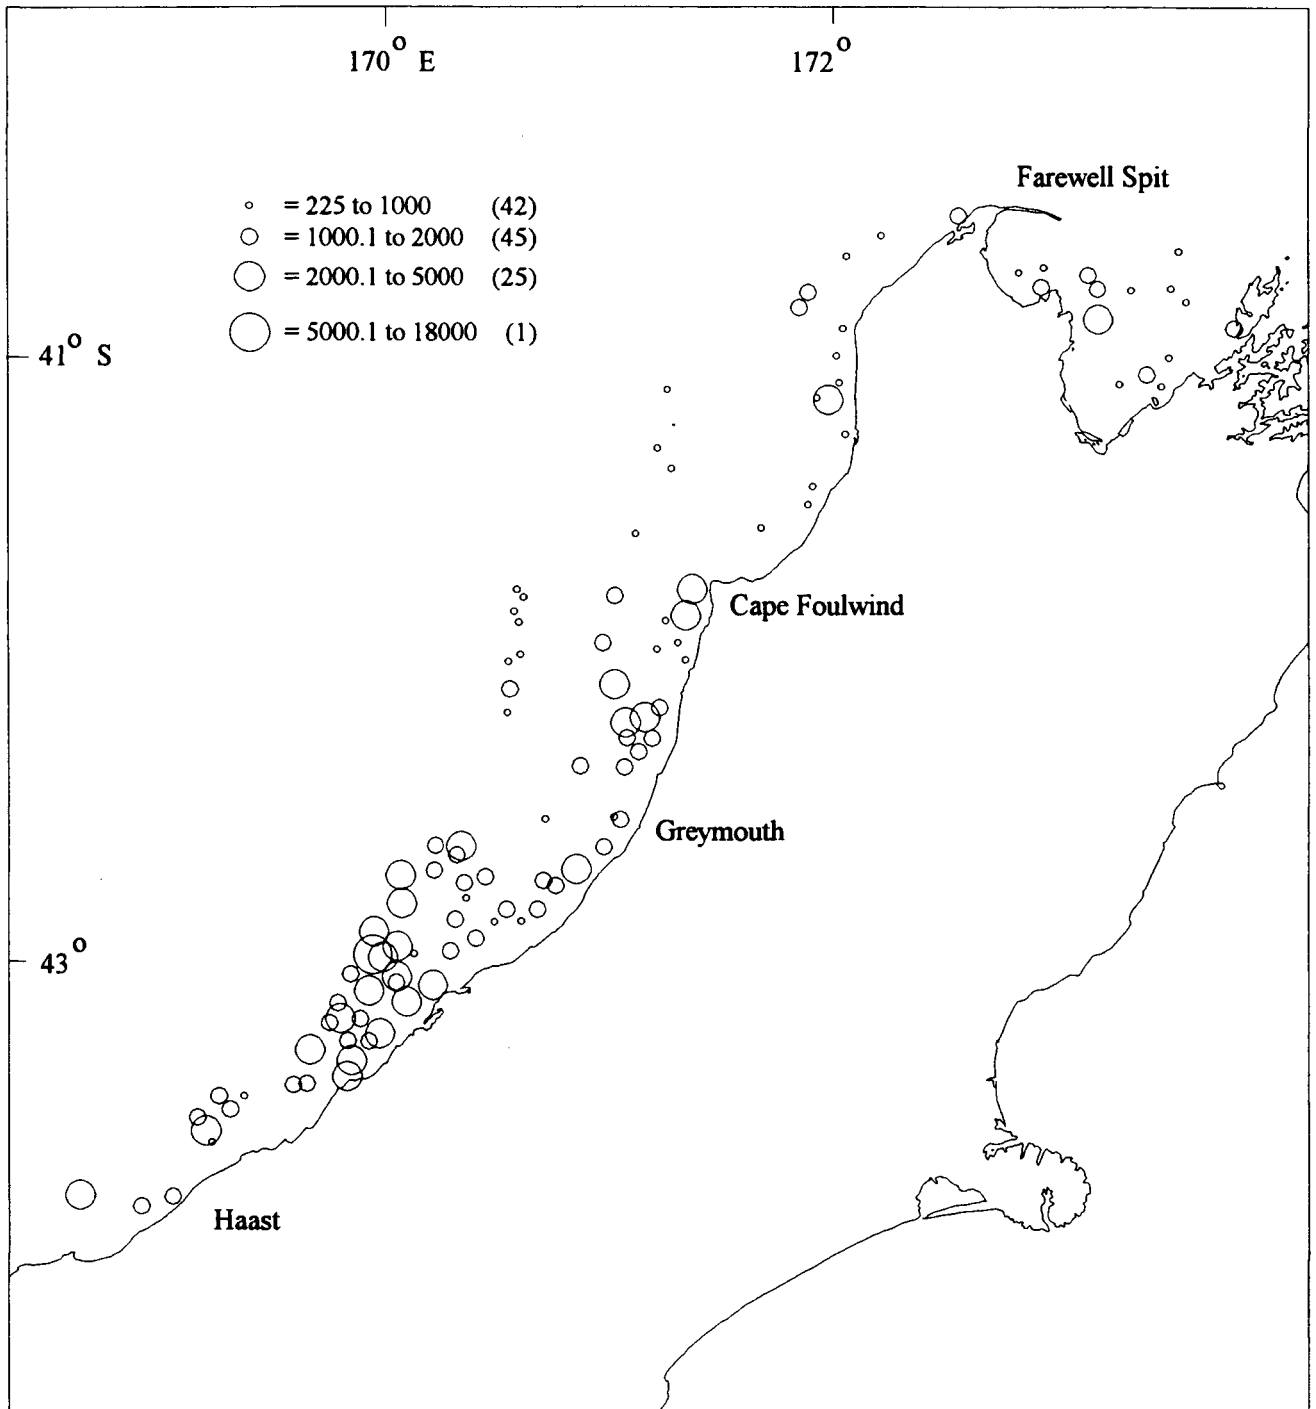 170° E
172°
Farewell Spit
= 225 to 1000 (42)
= 1000.1 to 2000 (45)
= 2000.1 to 5000 (25)
= 5000.1 to 18000 (1)
41° S
Cape Foulwind
Greymouth
43°
Haast